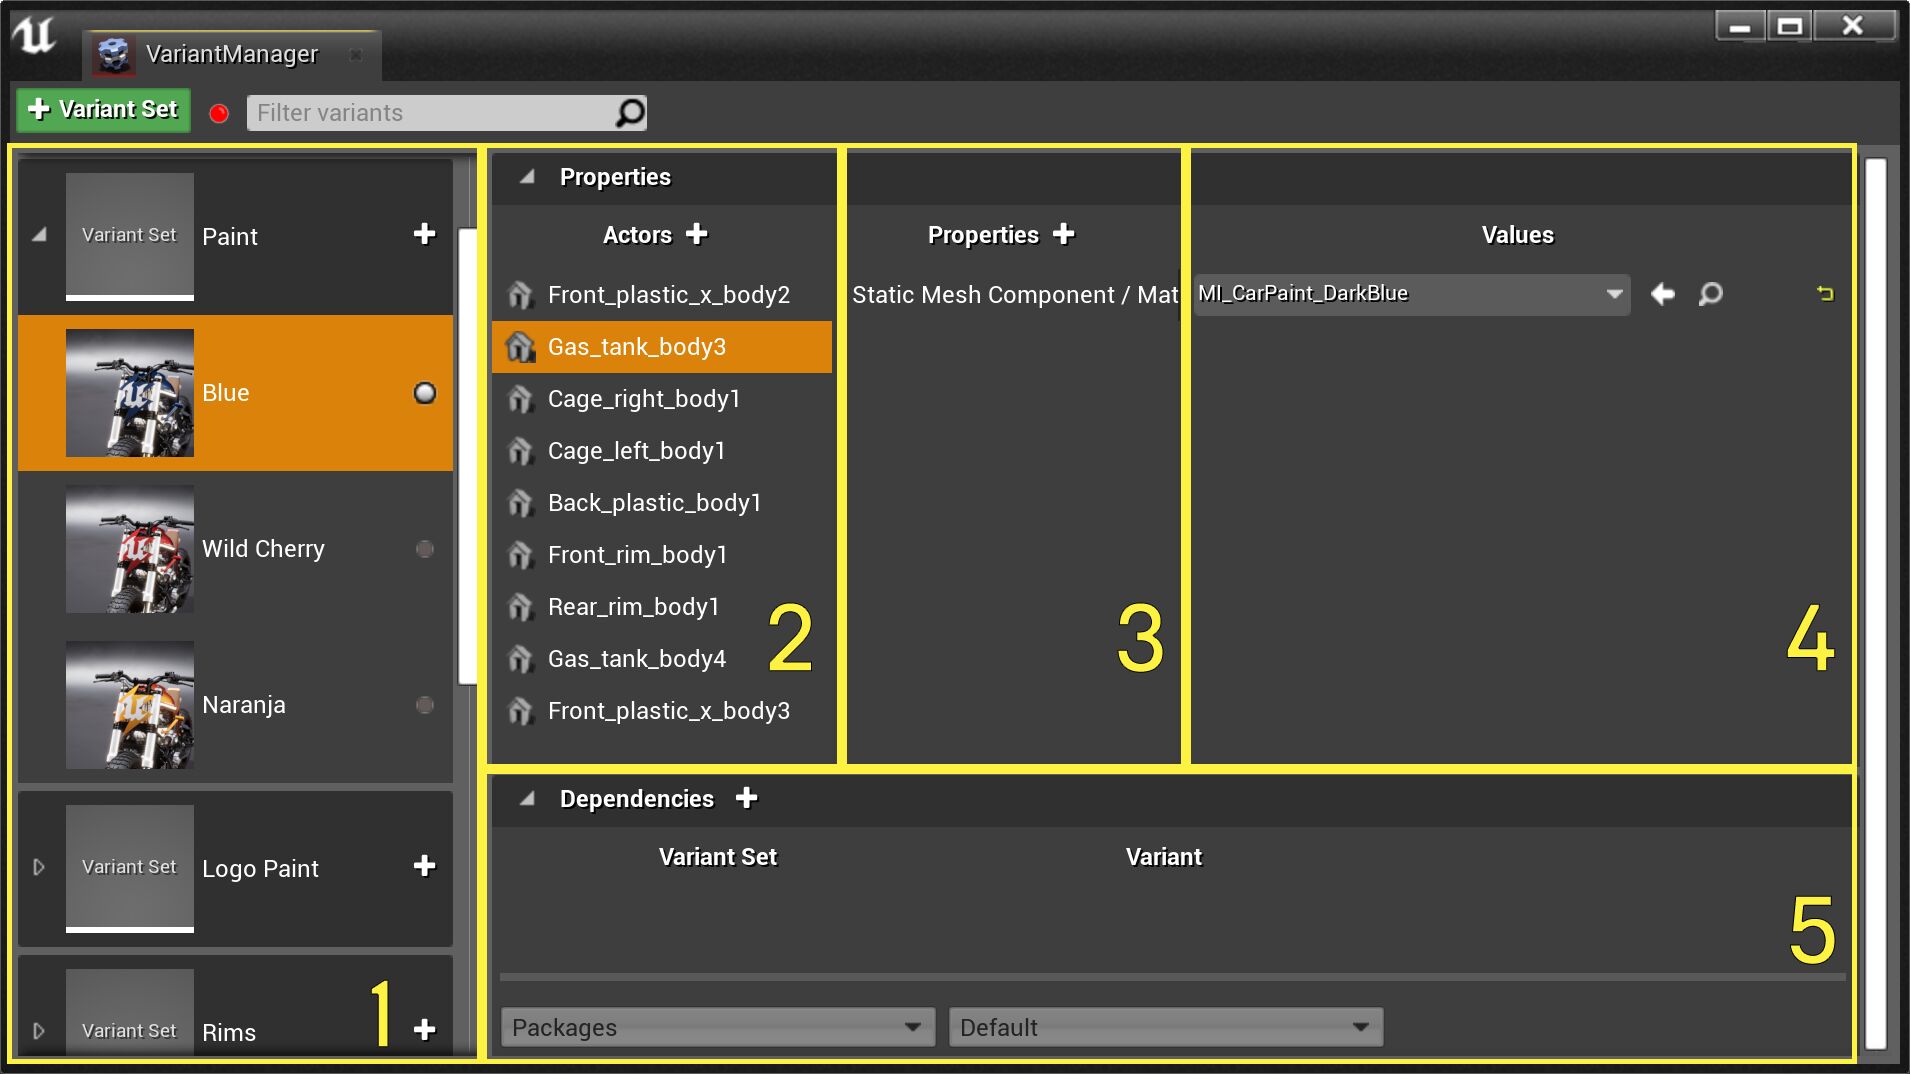 VariantManager
Variant Set
Filter variants
Variant Set
Paint
Blue
Wild Cherry
Naranja
Variant Set
Logo Paint
Variant Set
Rims
1
Properties
Actors
Front_plastic_x_body2
Gas_tank_body3
Cage_right_body1
Cage_left_body1
Back_plastic_body1
Front_rim_body1
Rear_rim_body1
Gas_tank_body4
Front_plastic_x_body3
2
Properties
Static Mesh Component / Mat
3
Values
MI_CarPaint_DarkBlue
4
Dependencies
Variant Set
Variant
5
Packages
Default